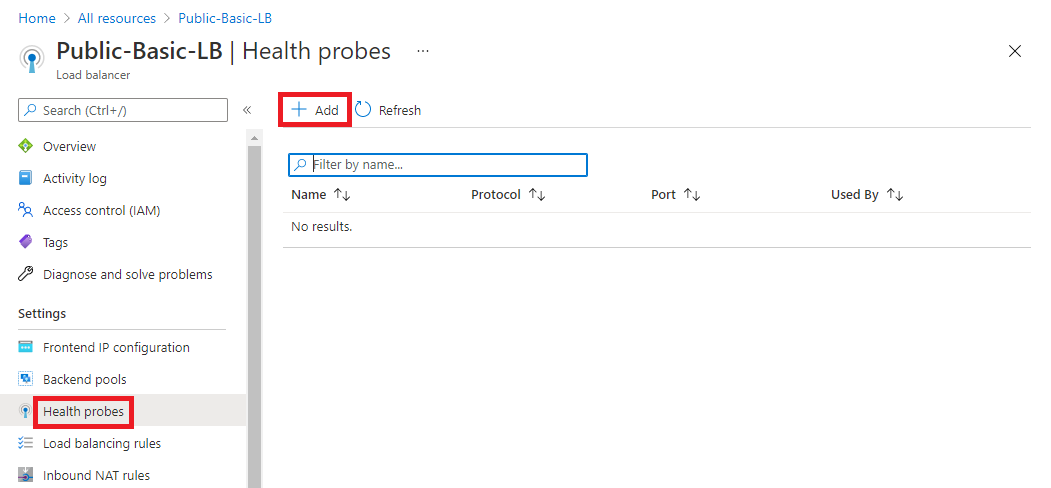 Home > All resources > Public-Basic-LB
Public-Basic-LB | Health probes ...
Load balancer
Search (Ctrl+/) «
+ Add Refresh
Overview
Activity log
Access control (IAM)
Tags
Diagnose and solve problems
Settings
Frontend IP configuration
Backend pools
Health probes
Load balancing rules
Inbound NAT rules
Filter by name...
Name ↑↓ Protocol ↑↓ Port ↑↓ Used By ↑↓
No results.